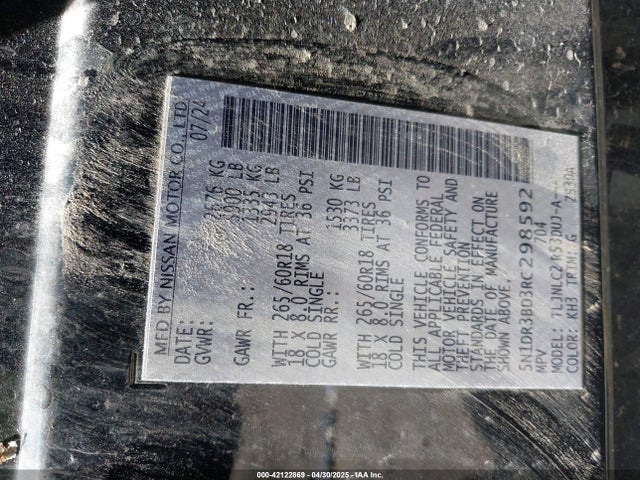 MFD BY NISSAN MOTOR CO., LTD
DATE: 07/24
GVWR: 2676 KG
5900 LB
GAWR FR.: 1335 KG
2943 LB
WITH 265/60R18 TIRES
18 X 8.0 RIMS AT 36 PSI
COLD SINGLE
GAWR RR.: 1530 KG
3373 LB
WITH 265/60R18 TIRES
18 X 8.0 RIMS AT 36 PSI
COLD SINGLE
THIS VEHICLE CONFORMS TO
ALL APPLICABLE FEDERAL
MOTOR VEHICLE SAFETY AND
THEFT PREVENTION
STANDARDS IN EFFECT ON
THE DATE OF MANUFACTURE
SHOWN ABOVE.
5N1DR3BD3RC298592
MPV 704
MODEL:
COLOR: KH3 TRIM: G 2530A
000-42122869 - 04/30/2025 - IAA Inc.